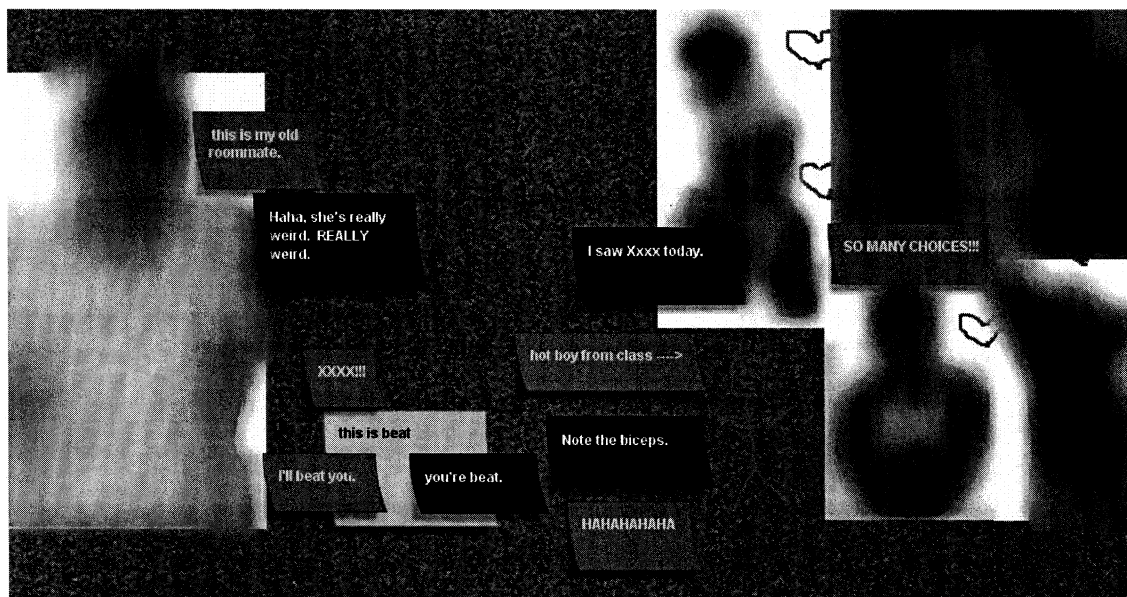 this is my old
roommate.
Haha, she's really
weird. REALLY
weird.
I saw Xxxx today.
SO MANY CHOICES!!!
hot boy from class ---->
XXXX!!!
this is beat
Note the biceps.
I'll beat you.
you're beat.
HAHAHAHAHA